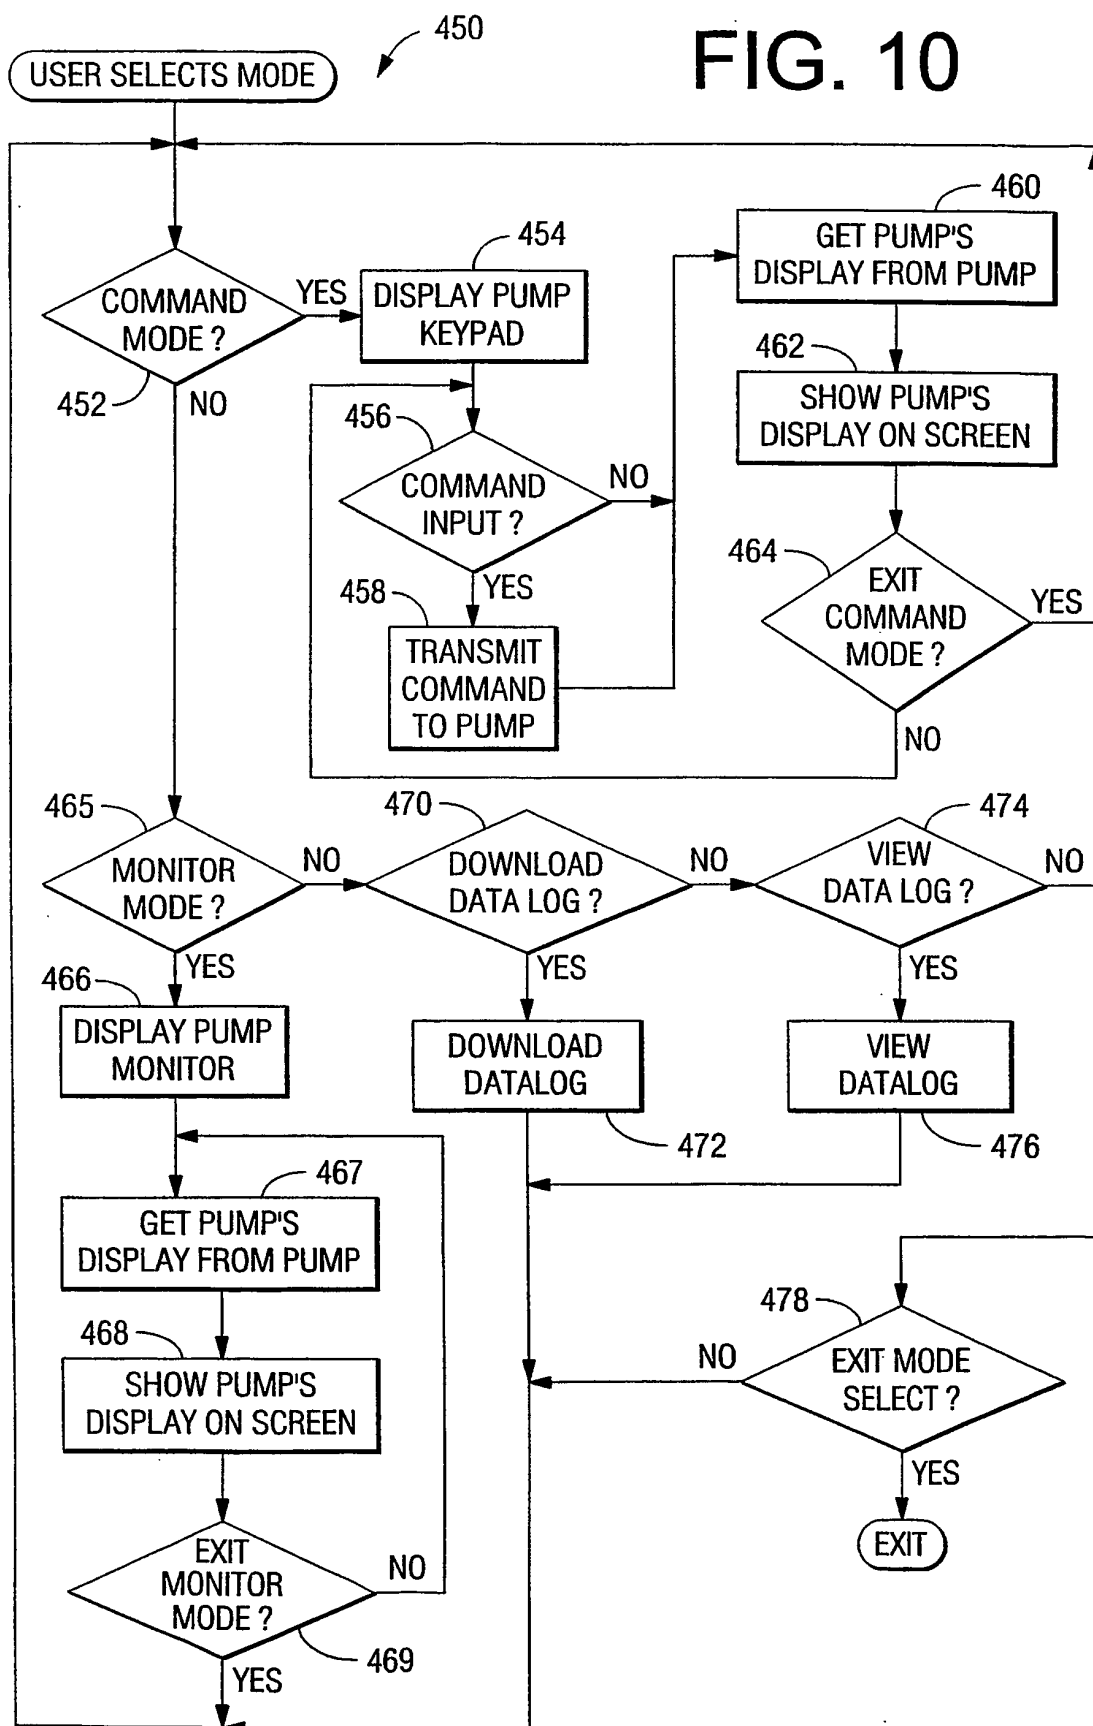 FIG. 10
450
USER SELECTS MODE
COMMAND
MODE ?
452
YES
NO
454
DISPLAY PUMP
KEYPAD
456
COMMAND
INPUT ?
NO
YES
458
TRANSMIT
COMMAND
TO PUMP
460
GET PUMP'S
DISPLAY FROM PUMP
462
SHOW PUMP'S
DISPLAY ON SCREEN
464
EXIT
COMMAND
MODE ?
YES
NO
465
MONITOR
MODE ?
NO
YES
466
DISPLAY PUMP
MONITOR
467
GET PUMP'S
DISPLAY FROM PUMP
468
SHOW PUMP'S
DISPLAY ON SCREEN
EXIT
MONITOR
MODE ?
469
NO
YES
470
DOWNLOAD
DATA LOG ?
NO
YES
DOWNLOAD
DATALOG
472
474
VIEW
DATA LOG ?
NO
YES
VIEW
DATALOG
476
478
EXIT MODE
SELECT ?
NO
YES
EXIT